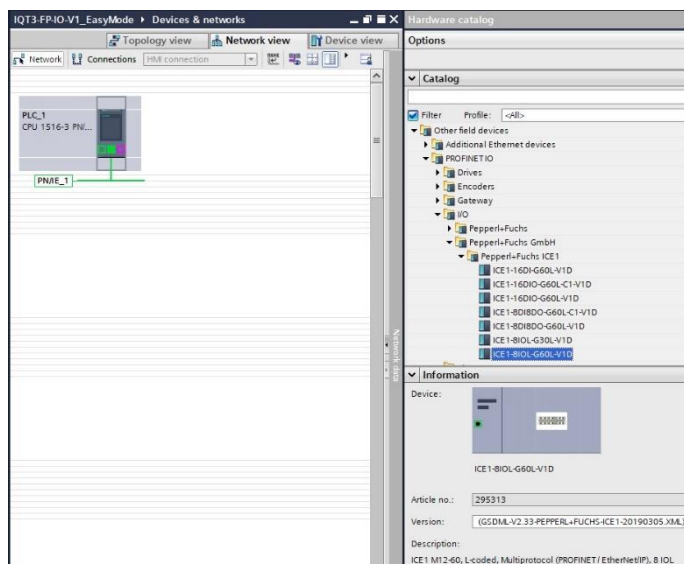 IQT3-FP-IO-V1_EasyMode ▸ Devices & networks
Topology view Network view Device view
Network Connections HMI connection
PLC_1
CPU 1516-3 PN/...
PN/IE_1
Network data
Hardware catalog
Options
Catalog
Filter Profile: <All>
Other field devices
Additional Ethernet devices
PROFINET IO
Drives
Encoders
Gateway
I/O
Pepperl+Fuchs
Pepperl+Fuchs GmbH
Pepperl+Fuchs ICE1
ICE1-16DI-G60L-V1D
ICE1-16DIO-G60L-C1-V1D
ICE1-16DIO-G60L-V1D
ICE1-8DI8DO-G60L-C1-V1D
ICE1-8DI8DO-G60L-V1D
ICE1-8IOL-G30L-V1D
ICE1-8IOL-G60L-V1D
Information
Device:
ICE1-8IOL-G60L-V1D
Article no.: 295313
Version: (GSDML-V2.33-PEPPERL+FUCHS-ICE1-20190305.XML)
Description:
ICE1 M12-60, L-coded, Multiprotocol (PROFINET/ EtherNet/IP), 8 IOL